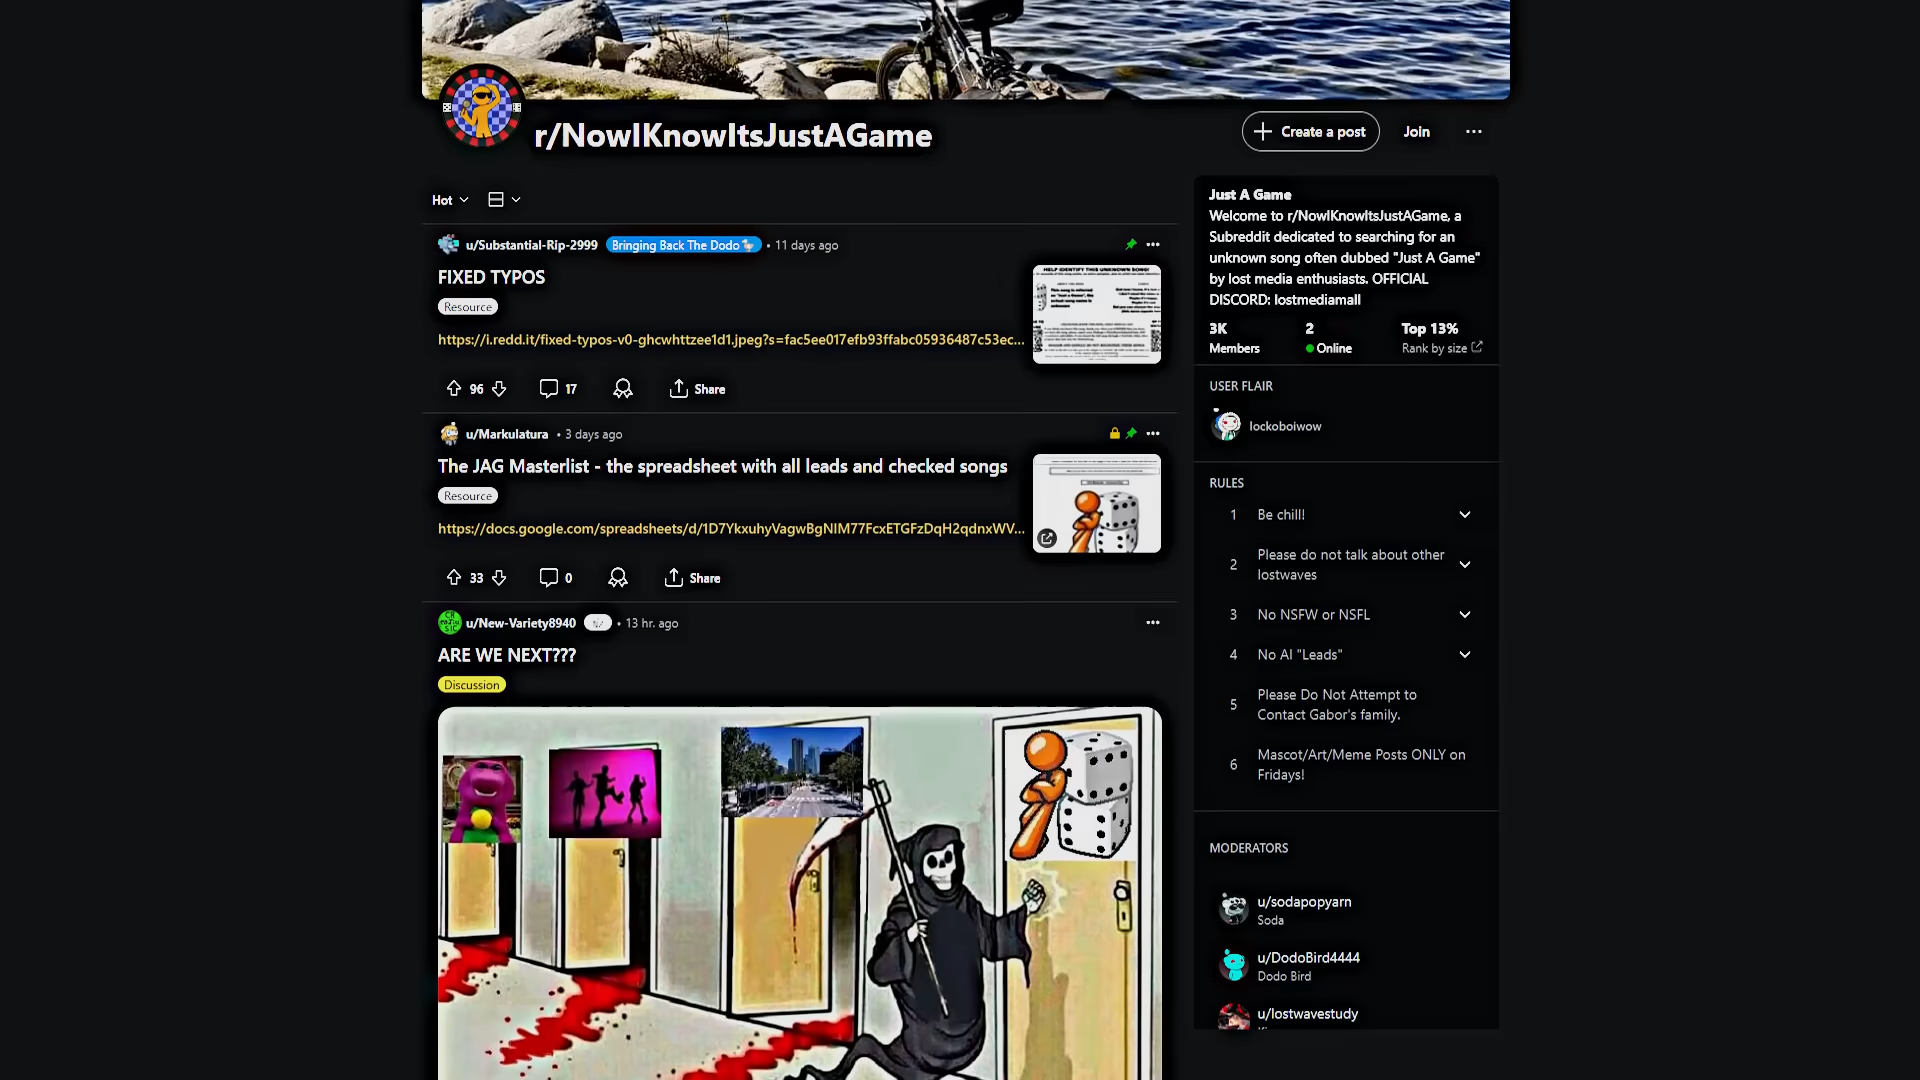 r/NowIKnowItsJustAGame
Create a post
Join
Hot
u/Substantial-Rip-2999 Bringing Back The Dodo🦤 • 11 days ago
FIXED TYPOS
Resource
https://i.redd.it/fixed-typos-v0-ghcwhttzee1d1.jpeg?s=fac5ee017efb93ffabc05936487c53ec...
HELP IDENTIFY THIS UNKNOWN SONG!
96
17
Share
u/Markulatura • 3 days ago
The JAG Masterlist - the spreadsheet with all leads and checked songs
Resource
https://docs.google.com/spreadsheets/d/1D7YkxuhyVagwBgNIM77FcxETGFzDqH2qdnxWV...
33
0
Share
u/New-Variety8940 • 13 hr. ago
ARE WE NEXT???
Discussion
Just A Game
Welcome to r/NowIKnowItsJustAGame, a
Subreddit dedicated to searching for an
unknown song often dubbed "Just A Game"
by lost media enthusiasts. OFFICIAL
DISCORD: lostmediamall
3K
Members
2
Online
Top 13%
Rank by size
USER FLAIR
lockoboiwow
RULES
1 Be chill!
2 Please do not talk about other
lostwaves
3 No NSFW or NSFL
4 No AI "Leads"
5 Please Do Not Attempt to
Contact Gabor's family.
6 Mascot/Art/Meme Posts ONLY on
Fridays!
MODERATORS
u/sodapopyarn
Soda
u/DodoBird4444
Dodo Bird
u/lostwavestudy